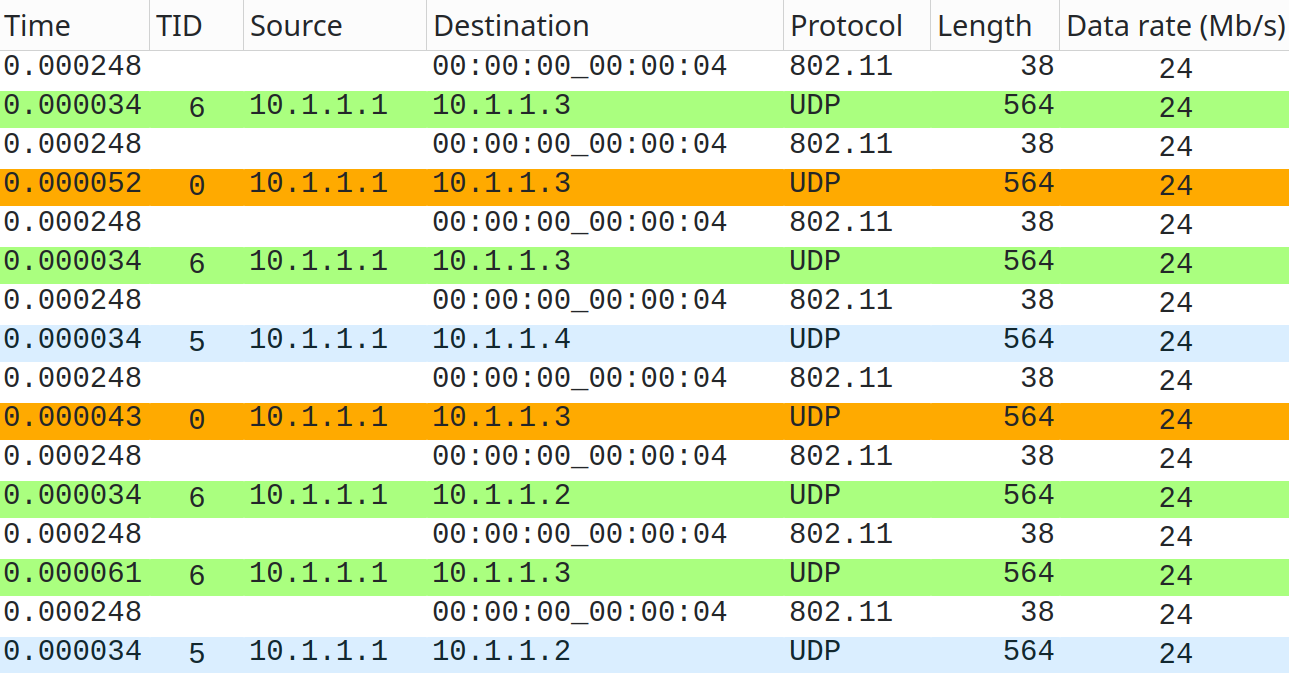 Time TID Source Destination Protocol Length Data rate (Mb/s)
0.000248 00:00:00_00:00:04 802.11 38 24
0.000034 6 10.1.1.1 10.1.1.3 UDP 564 24
0.000248 00:00:00_00:00:04 802.11 38 24
0.000052 0 10.1.1.1 10.1.1.3 UDP 564 24
0.000248 00:00:00_00:00:04 802.11 38 24
0.000034 6 10.1.1.1 10.1.1.3 UDP 564 24
0.000248 00:00:00_00:00:04 802.11 38 24
0.000034 5 10.1.1.1 10.1.1.4 UDP 564 24
0.000248 00:00:00_00:00:04 802.11 38 24
0.000043 0 10.1.1.1 10.1.1.3 UDP 564 24
0.000248 00:00:00_00:00:04 802.11 38 24
0.000034 6 10.1.1.1 10.1.1.2 UDP 564 24
0.000248 00:00:00_00:00:04 802.11 38 24
0.000061 6 10.1.1.1 10.1.1.3 UDP 564 24
0.000248 00:00:00_00:00:04 802.11 38 24
0.000034 5 10.1.1.1 10.1.1.2 UDP 564 24